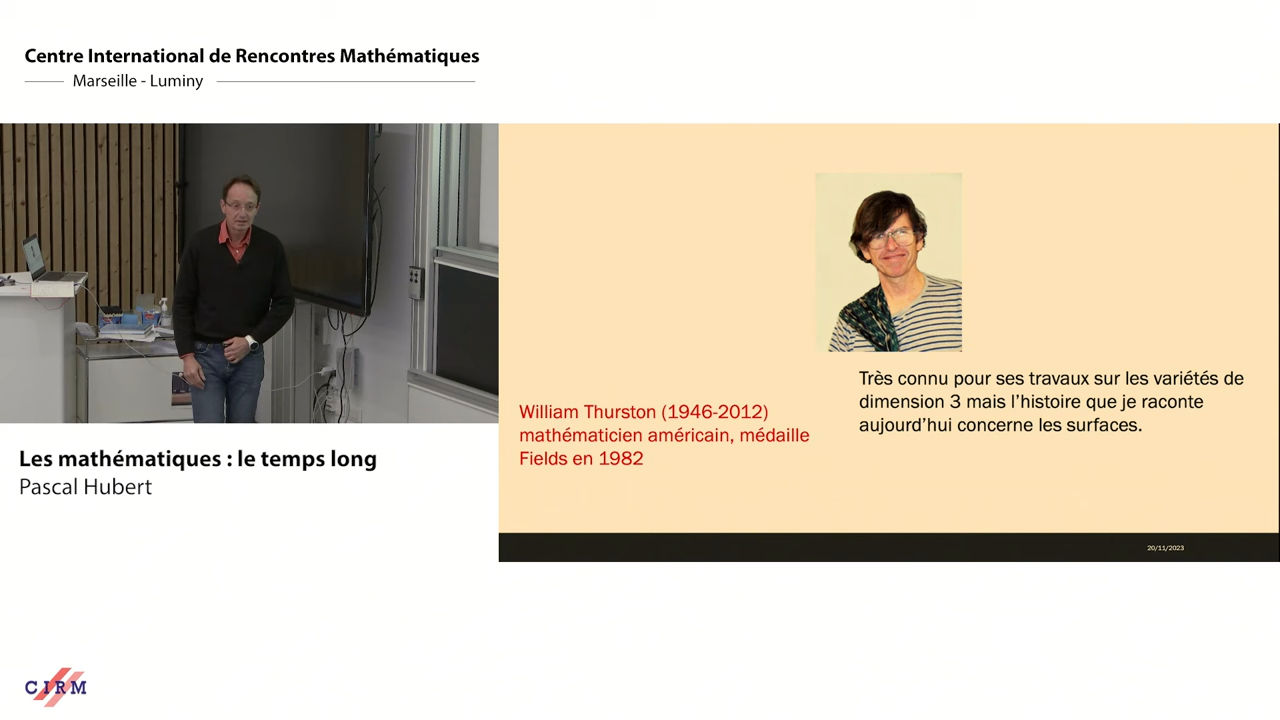 Centre International de Rencontres Mathématiques
Marseille - Luminy
William Thurston (1946-2012)
mathématicien américain, médaille
Fields en 1982
Très connu pour ses travaux sur les variétés de
dimension 3 mais l'histoire que je raconte
aujourd'hui concerne les surfaces.
20/11/2023
Les mathématiques : le temps long
Pascal Hubert
CIRM